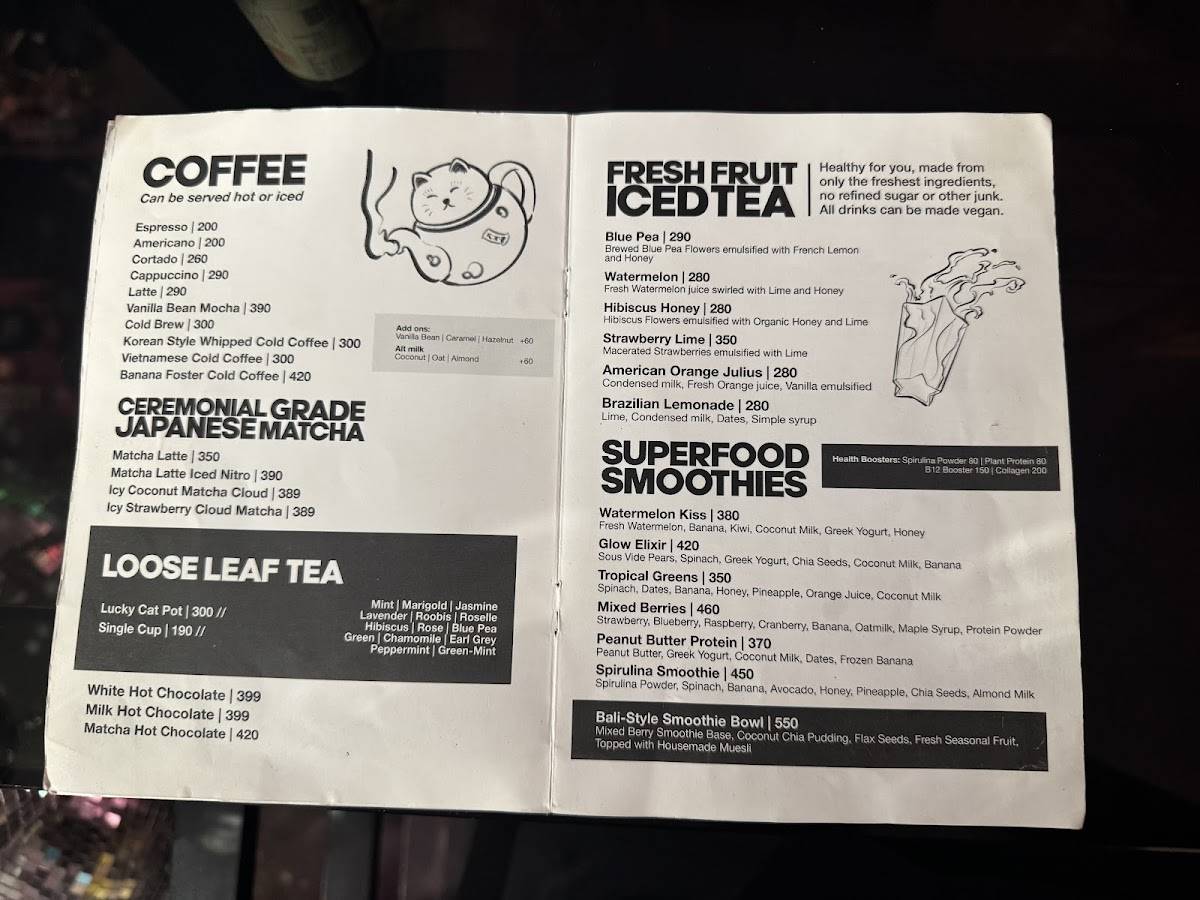 COFFEE
Can be served hot or iced
Espresso | 200
Americano | 200
Cortado | 260
Cappuccino | 290
Latte | 290
Vanilla Bean Mocha | 390
Cold Brew | 300
Korean Style Whipped Cold Coffee | 300
Vietnamese Cold Coffee | 300
Banana Foster Cold Coffee | 420
Add ons:
Vanilla Bean | Caramel | Hazelnut +60
Alt milk
Coconut | Oat | Almond +60
CEREMONIAL GRADE
JAPANESE MATCHA
Matcha Latte | 350
Matcha Latte Iced Nitro | 390
Icy Coconut Matcha Cloud | 389
Icy Strawberry Cloud Matcha | 389
LOOSE LEAF TEA
Lucky Cat Pot | 300 //
Single Cup | 190 //
Mint | Marigold | Jasmine
Lavender | Roobis | Roselle
Hibiscus | Rose | Blue Pea
Green | Chamomile | Earl Grey
Peppermint | Green-Mint
White Hot Chocolate | 399
Milk Hot Chocolate | 399
Matcha Hot Chocolate | 420
FRESH FRUIT
ICED TEA
Healthy for you, made from
only the freshest ingredients,
no refined sugar or other junk.
All drinks can be made vegan.
Blue Pea | 290
Brewed Blue Pea Flowers emulsified with French Lemon
and Honey
Watermelon | 280
Fresh Watermelon juice swirled with Lime and Honey
Hibiscus Honey | 280
Hibiscus Flowers emulsified with Organic Honey and Lime
Strawberry Lime | 350
Macerated Strawberries emulsified with Lime
American Orange Julius | 280
Condensed milk, Fresh Orange juice, Vanilla emulsified
Brazilian Lemonade | 280
Lime, Condensed milk, Dates, Simple syrup
SUPERFOOD
SMOOTHIES
Health Boosters: Spirulina Powder 80 | Plant Protein 80
B12 Booster 150 | Collagen 200
Watermelon Kiss | 380
Fresh Watermelon, Banana, Kiwi, Coconut Milk, Greek Yogurt, Honey
Glow Elixir | 420
Sous Vide Pears, Spinach, Greek Yogurt, Chia Seeds, Coconut Milk, Banana
Tropical Greens | 350
Spinach, Dates, Banana, Honey, Pineapple, Orange Juice, Coconut Milk
Mixed Berries | 460
Strawberry, Blueberry, Raspberry, Cranberry, Banana, Oatmilk, Maple Syrup, Protein Powder
Peanut Butter Protein | 370
Peanut Butter, Greek Yogurt, Coconut Milk, Dates, Frozen Banana
Spirulina Smoothie | 450
Spirulina Powder, Spinach, Banana, Avocado, Honey, Pineapple, Chia Seeds, Almond Milk
Bali-Style Smoothie Bowl | 550
Mixed Berry Smoothie Base, Coconut Chia Pudding, Flax Seeds, Fresh Seasonal Fruit,
Topped with Housemade Muesli